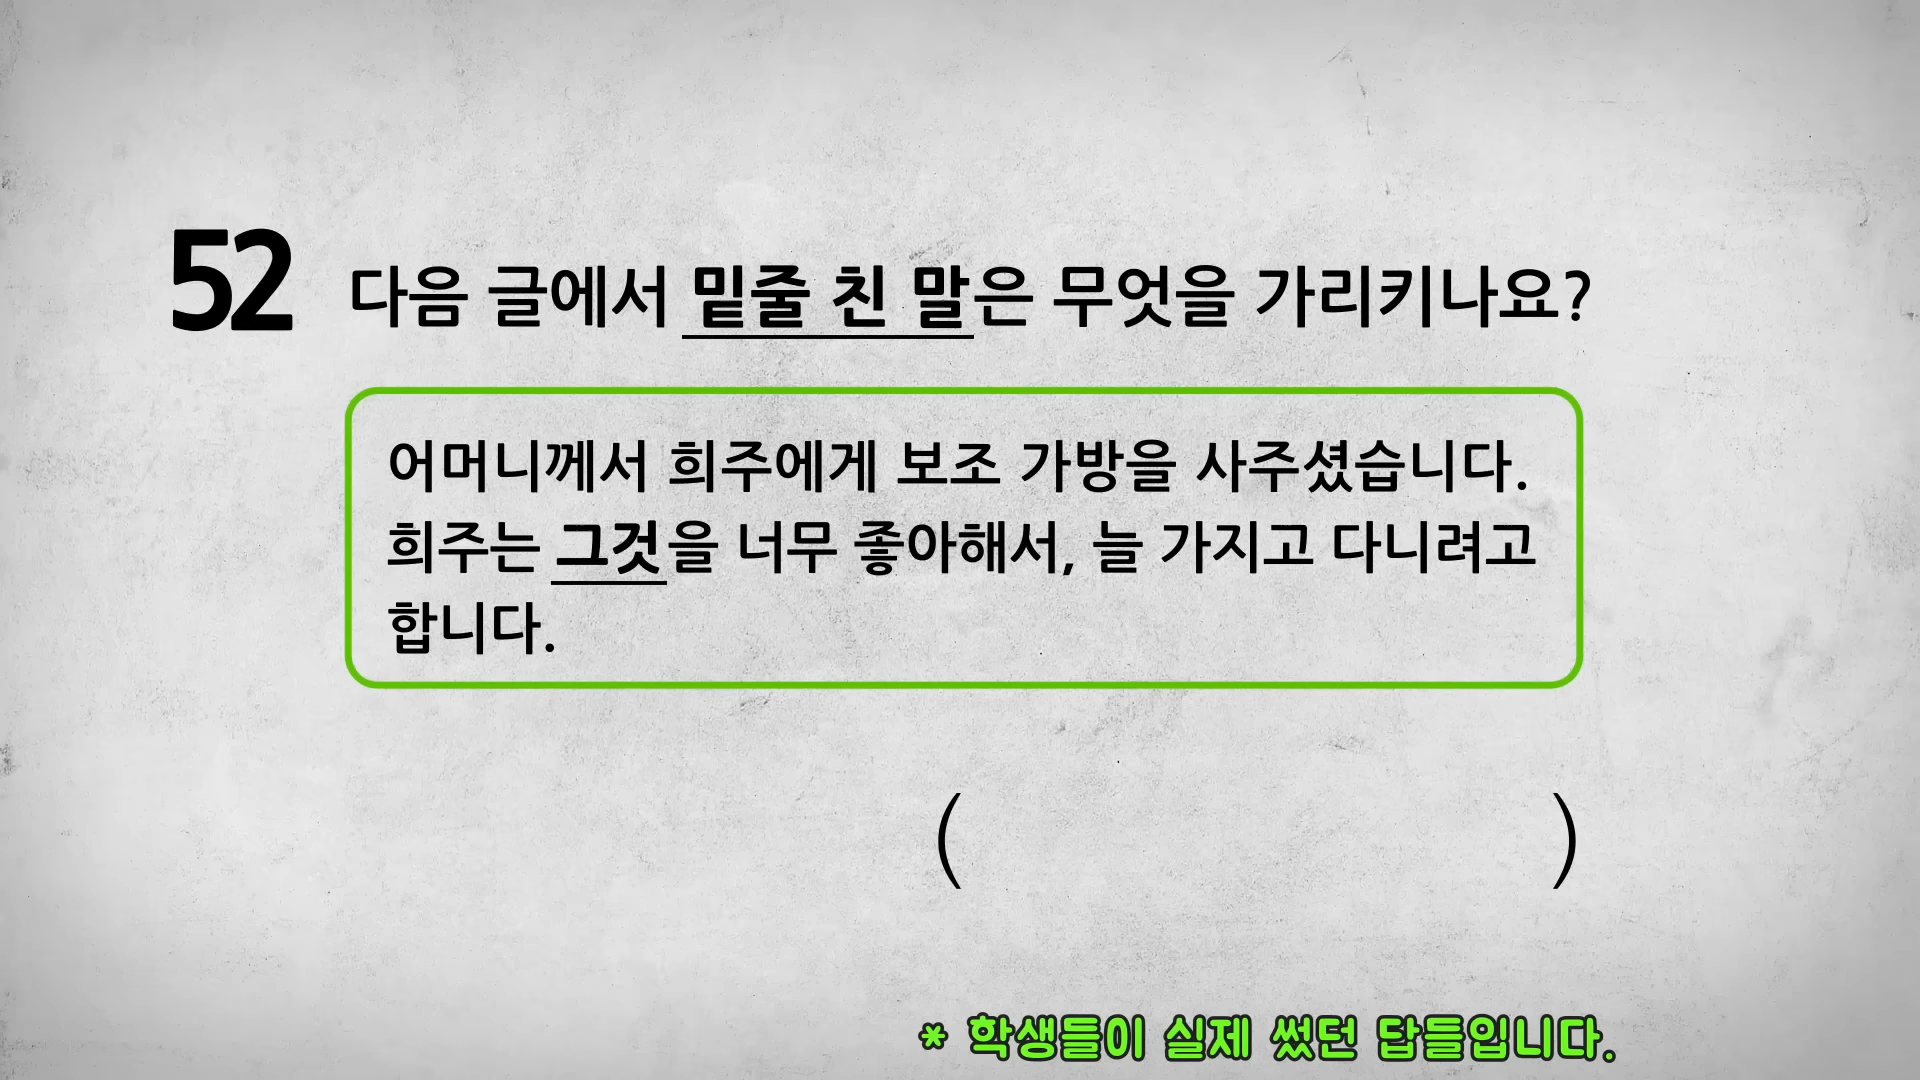 52 다음 글에서 밑줄 친 말은 무엇을 가리키나요?
어머니께서 희주에게 보조 가방을 사주셨습니다.
희주는 그것을 너무 좋아해서, 늘 가지고 다니려고
합니다.
( )
* 학생들이 실제 썼던 답들입니다.